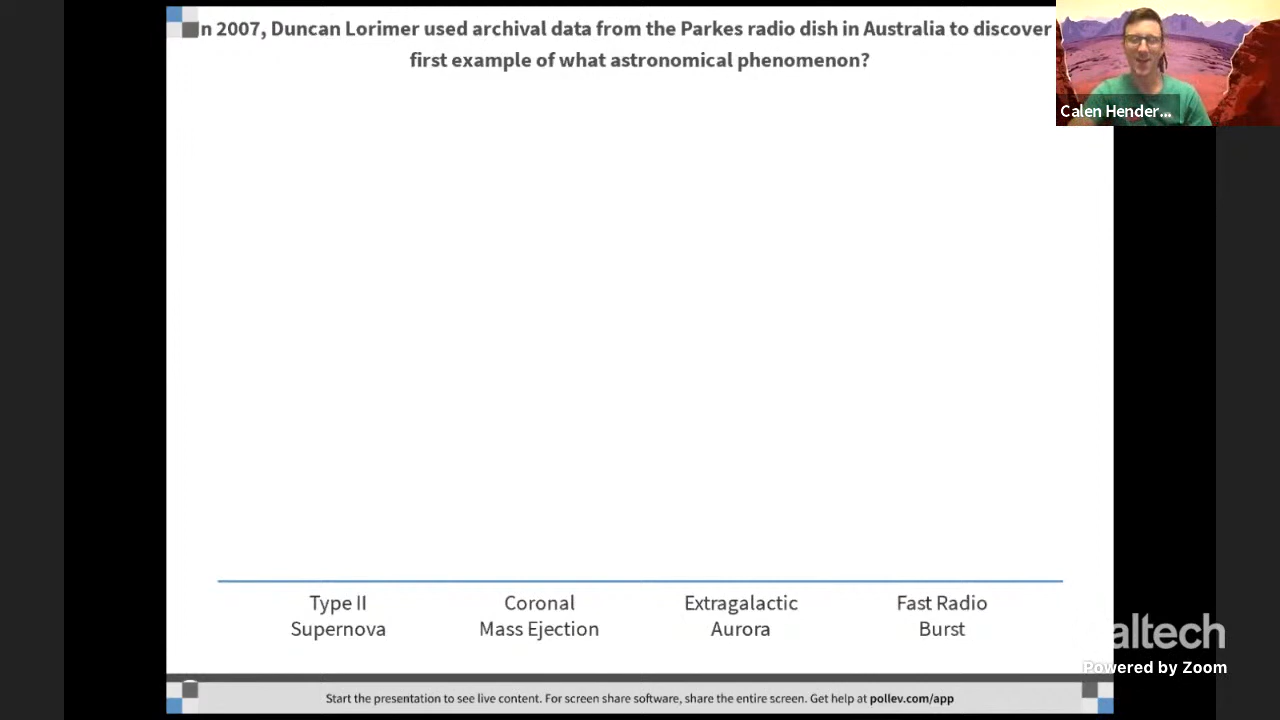 n 2007, Duncan Lorimer used archival data from the Parkes radio dish in Australia to discover
first example of what astronomical phenomenon?
Calen Hender...
Type II
Supernova
Coronal
Mass Ejection
Extragalactic
Aurora
Fast Radio
Burst
altech
Powered by Zoom
Start the presentation to see live content. For screen share software, share the entire screen. Get help at pollev.com/app